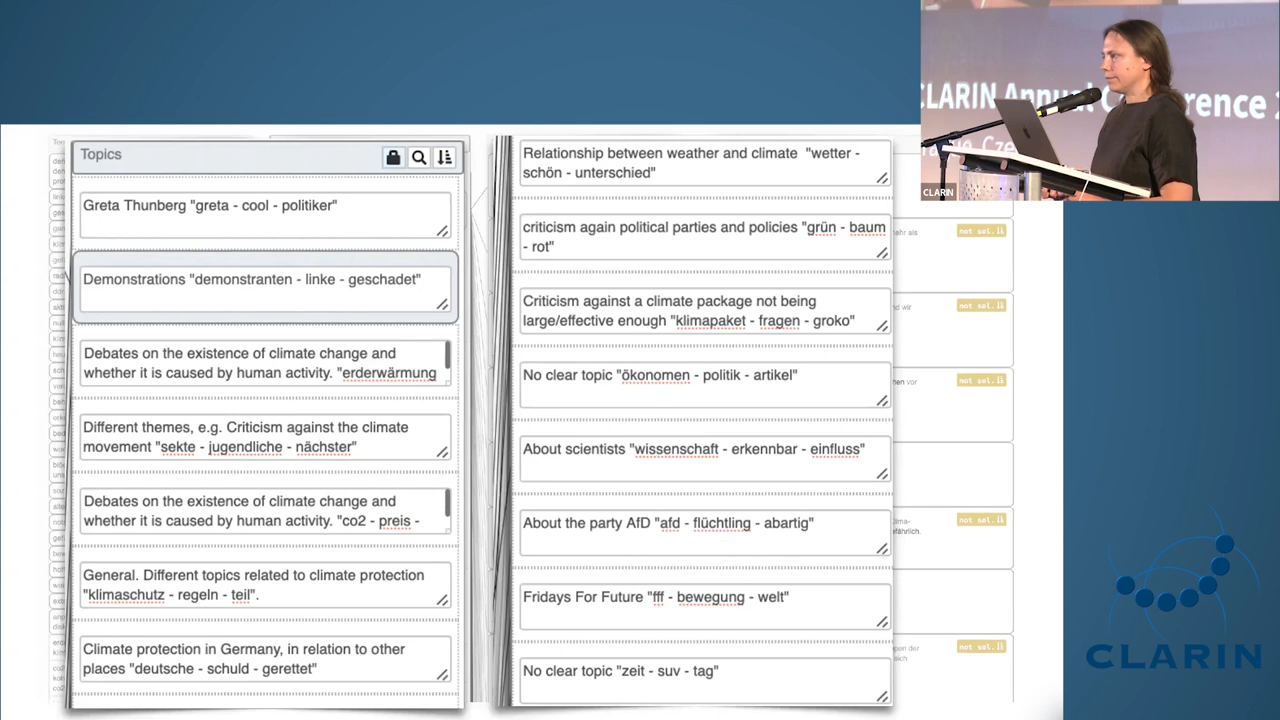 Topics
Greta Thunberg "greta - cool - politiker"
Demonstrations "demonstranten - linke - geschadet"
Debates on the existence of climate change and
whether it is caused by human activity. "erderwärmung
Different themes, e.g. Criticism against the climate
movement "sekte - jugendliche - nächster"
Debates on the existence of climate change and
whether it is caused by human activity. "co2 - preis -
General. Different topics related to climate protection
"klimaschutz - regeln - teil".
Climate protection in Germany, in relation to other
places "deutsche - schuld - gerettet"
Relationship between weather and climate "wetter -
schön - unterschied"
criticism again political parties and policies "grün - baum
- rot"
Criticism against a climate package not being
large/effective enough "klimapaket - fragen - groko"
No clear topic "ökonomen - politik - artikel"
About scientists "wissenschaft - erkennbar - einfluss"
About the party AfD "afd - flüchtling - abartig"
Fridays For Future "fff - bewegung - welt"
No clear topic "zeit - suv - tag"
not sel.
not sel.
not sel.
not sel.
not sel.
CLARIN Annual
CLARIN
CLARIN